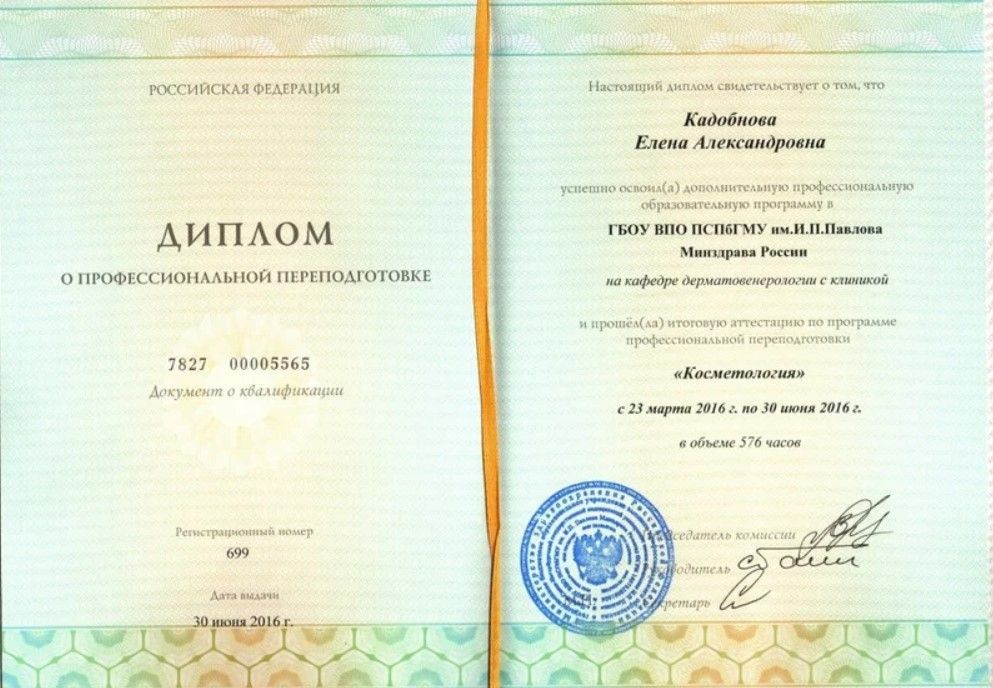 РОССИЙСКАЯ ФЕДЕРАЦИЯ
ДИПЛОМ
О ПРОФЕССИОНАЛЬНОЙ ПЕРЕПОДГОТОВКЕ
7827 00005565
Документ о квалификации
Регистрационный номер
699
Дата выдачи
30 июня 2016 г.
Настоящий диплом свидетельствует о том, что
Кадобнова
Елена Александровна
успешно освоил(а) дополнительную профессиональную
образовательную программу в
ГБОУ ВПО ПСПбГМУ им.И.П.Павлова
Минздрава России
на кафедре дерматовенерологии с клиникой
и прошёл(ла) итоговую аттестацию по программе
профессиональной переподготовки
«Косметология»
с 23 марта 2016 г. по 30 июня 2016 г.
в объеме 576 часов
Председатель комиссии
Руководитель
Секретарь